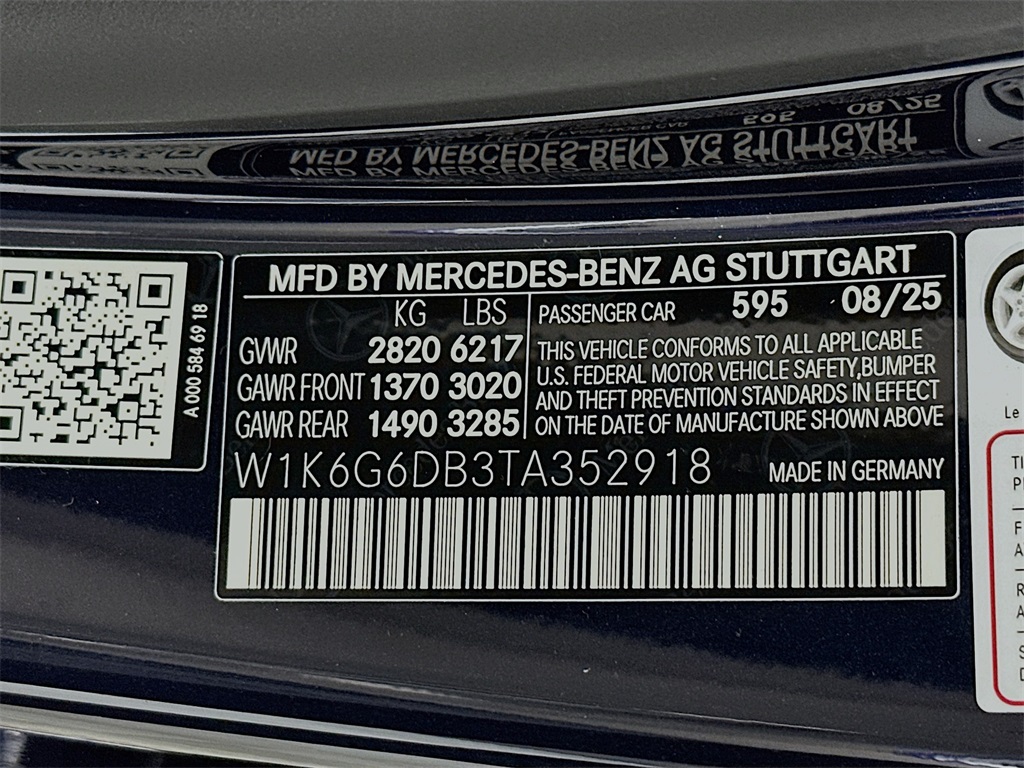 MFD BY MERCEDES-BENZ AG STUTTGART
KG LBS
GVWR 2820 6217
GAWR FRONT 1370 3020
GAWR REAR 1490 3285
PASSENGER CAR 595 08/25
THIS VEHICLE CONFORMS TO ALL APPLICABLE
U.S. FEDERAL MOTOR VEHICLE SAFETY,BUMPER
AND THEFT PREVENTION STANDARDS IN EFFECT
ON THE DATE OF MANUFACTURE SHOWN ABOVE
W1K6G6DB3TA352918
MADE IN GERMANY
A 000 584 69 18
Le